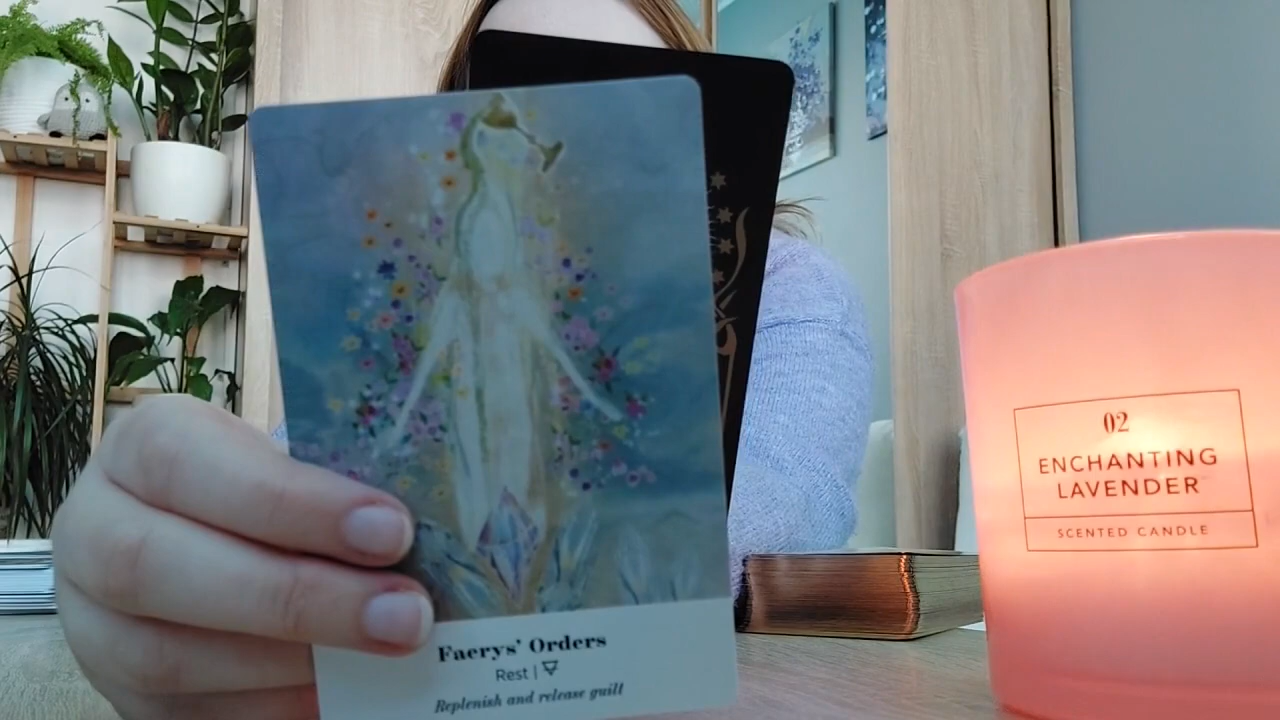 Faerys' Orders
Rest | 🜃
Replenish and release guilt
02
ENCHANTING
LAVENDER
SCENTED CANDLE